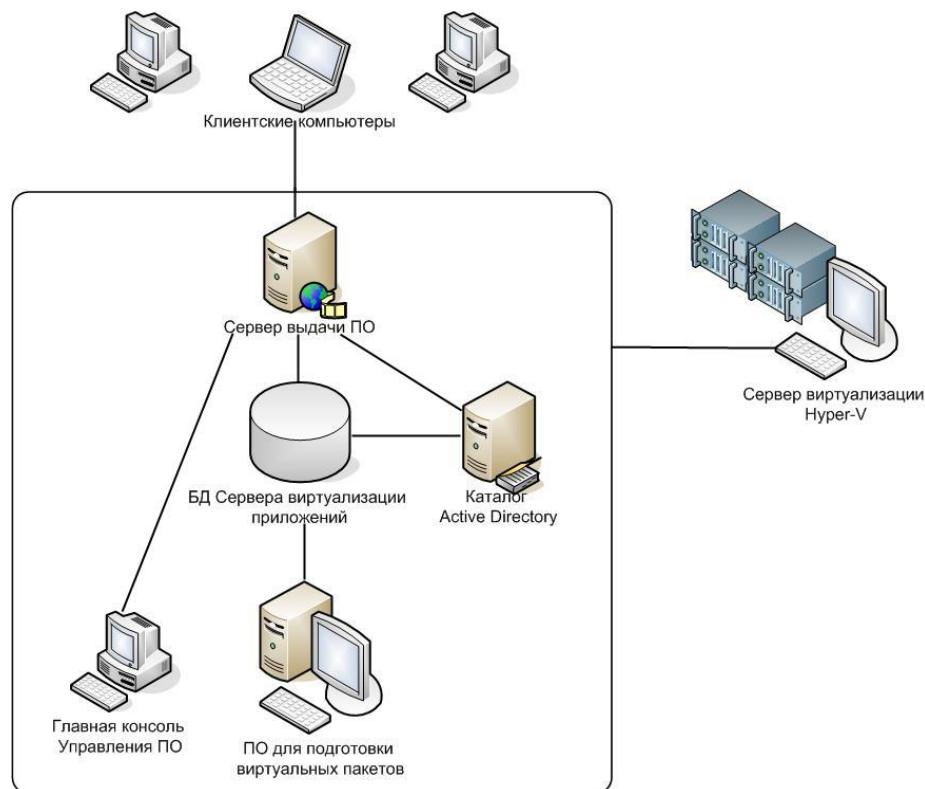 Клиентские компьютеры
Сервер выдачи ПО
Сервер виртуализации
Hyper-V
БД Сервера виртуализации
приложений
Каталог
Active Directory
Главная консоль
Управления ПО
ПО для подготовки
виртуальных пакетов